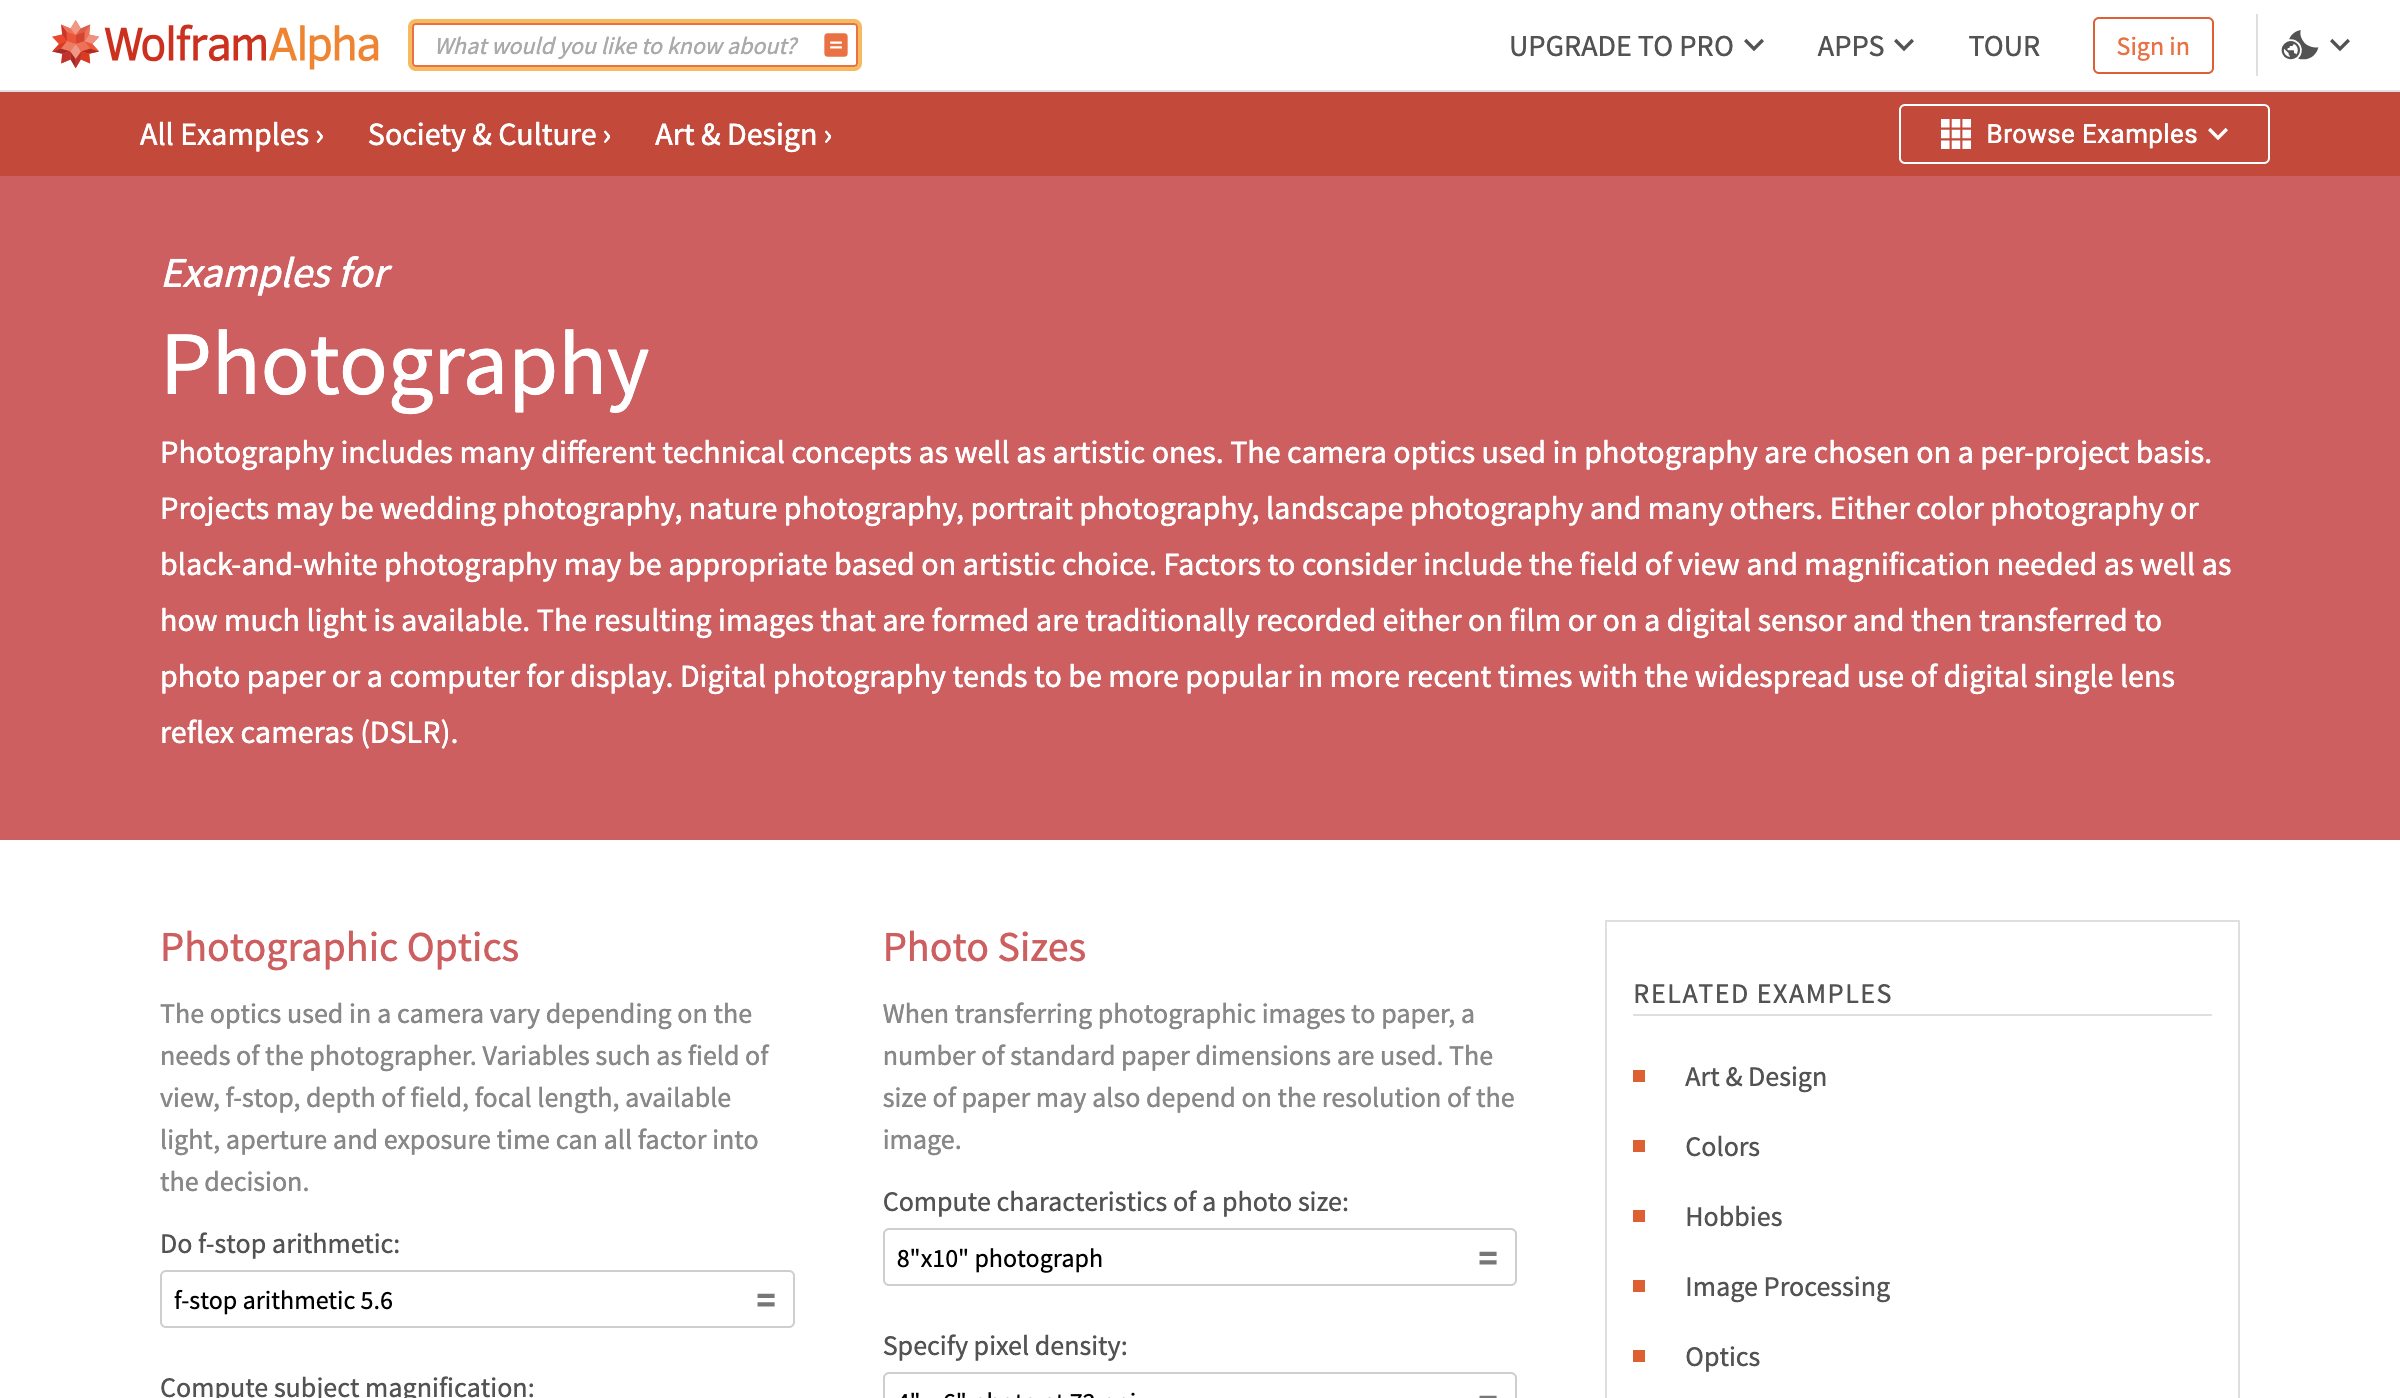 WolframAlpha
What would you like to know about?
UPGRADE TO PRO
APPS
TOUR
Sign in
All Examples ›
Society & Culture ›
Art & Design ›
Browse Examples
Examples for
Photography
Photography includes many different technical concepts as well as artistic ones. The camera optics used in photography are chosen on a per-project basis.
Projects may be wedding photography, nature photography, portrait photography, landscape photography and many others. Either color photography or
black-and-white photography may be appropriate based on artistic choice. Factors to consider include the field of view and magnification needed as well as
how much light is available. The resulting images that are formed are traditionally recorded either on film or on a digital sensor and then transferred to
photo paper or a computer for display. Digital photography tends to be more popular in more recent times with the widespread use of digital single lens
reflex cameras (DSLR).
Photographic Optics
The optics used in a camera vary depending on the
needs of the photographer. Variables such as field of
view, f-stop, depth of field, focal length, available
light, aperture and exposure time can all factor into
the decision.
Do f-stop arithmetic:
f-stop arithmetic 5.6
Compute subject magnification:
Photo Sizes
When transferring photographic images to paper, a
number of standard paper dimensions are used. The
size of paper may also depend on the resolution of the
image.
Compute characteristics of a photo size:
8"x10" photograph
Specify pixel density:
RELATED EXAMPLES
Art & Design
Colors
Hobbies
Image Processing
Optics